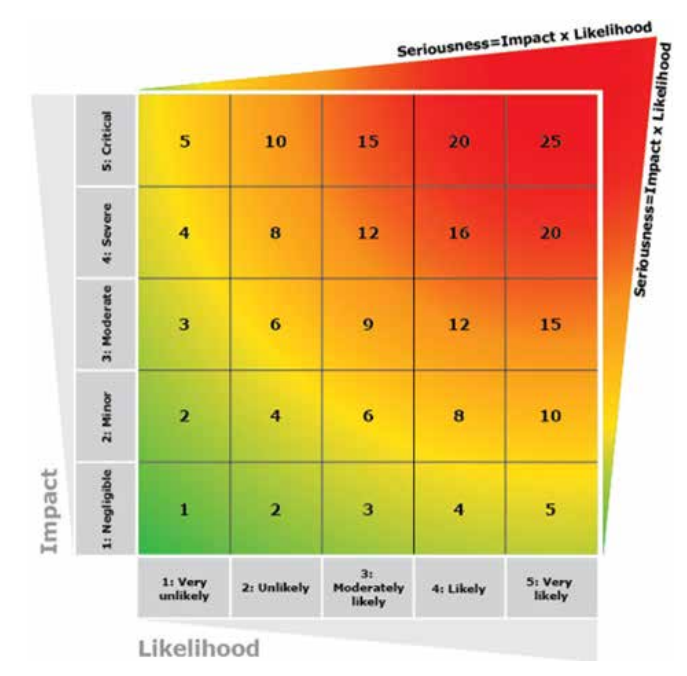 Seriousness=Impact x Likelihood
Seriousness=Impact x Likelihood
5: Critical
5
10
15
20
25
4: Severe
4
8
12
16
20
3: Moderate
3
6
9
12
15
2: Minor
2
4
6
8
10
1: Negligible
1
2
3
4
5
Impact
1: Very
unlikely
2: Unlikely
3:
Moderately
likely
4: Likely
5: Very
likely
Likelihood